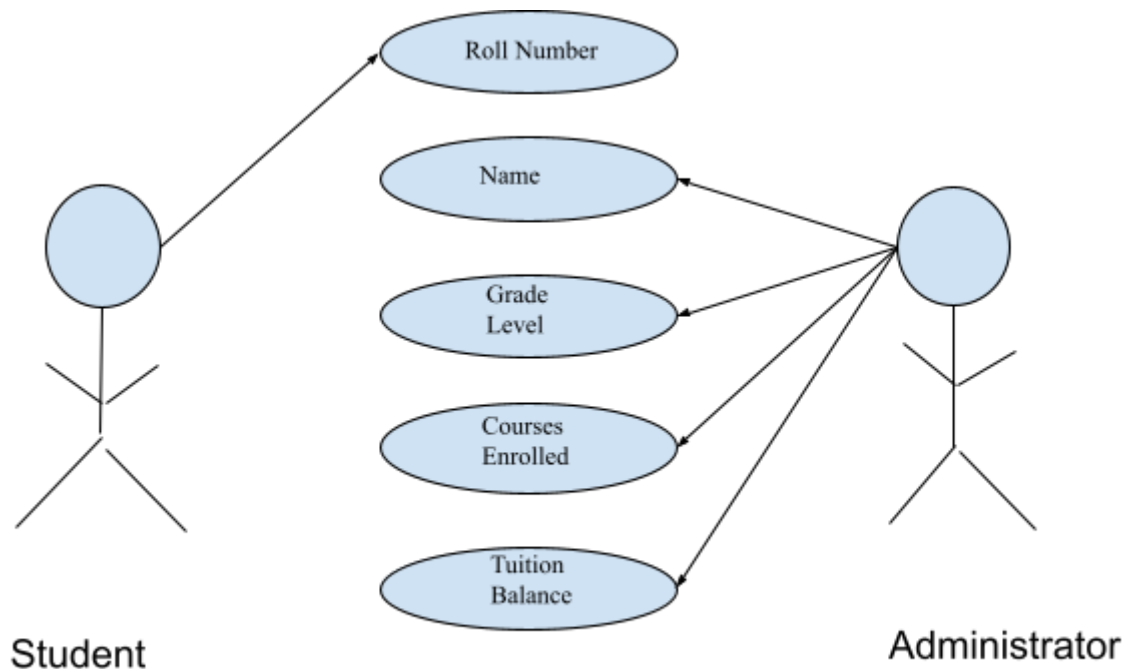 Roll Number
Name
Grade
Level
Courses
Enrolled
Tuition
Balance
Student
Administrator